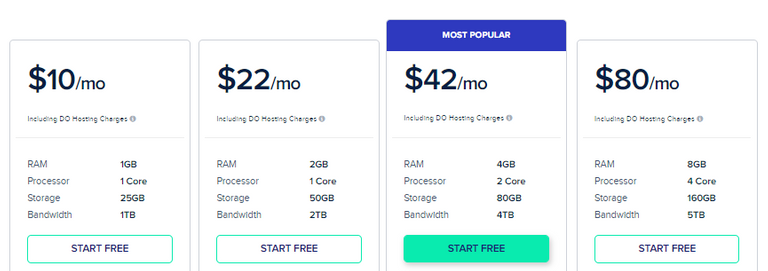 MOST POPULAR
$10/mo
Including DO Hosting Charges
RAM 1GB
Processor 1 Core
Storage 25GB
Bandwidth 1TB
START FREE
$22/mo
Including DO Hosting Charges
RAM 2GB
Processor 1 Core
Storage 50GB
Bandwidth 2TB
START FREE
$42/mo
Including DO Hosting Charges
RAM 4GB
Processor 2 Core
Storage 80GB
Bandwidth 4TB
START FREE
$80/mo
Including DO Hosting Charges
RAM 8GB
Processor 4 Core
Storage 160GB
Bandwidth 5TB
START FREE